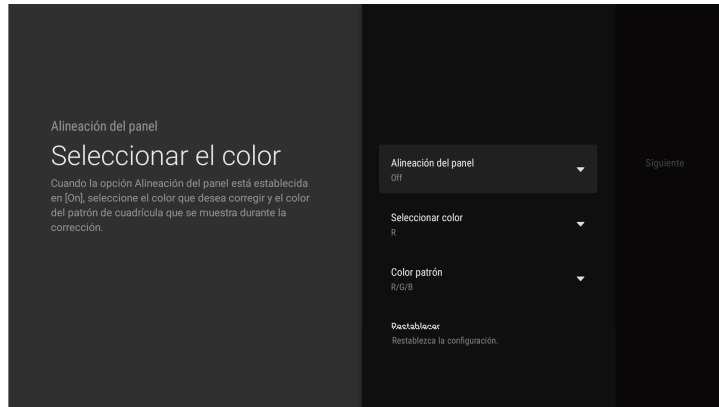 Alineación del panel
Seleccionar el color
Cuando la opción Alineación del panel está establecida
en [On], seleccione el color que desea corregir y el color
del patrón de cuadrícula que se muestra durante la
corrección.
Alineación del panel
Off
Seleccionar color
R
Color patrón
R/G/B
Restablecer
Restablezca la configuración.
Siguiente